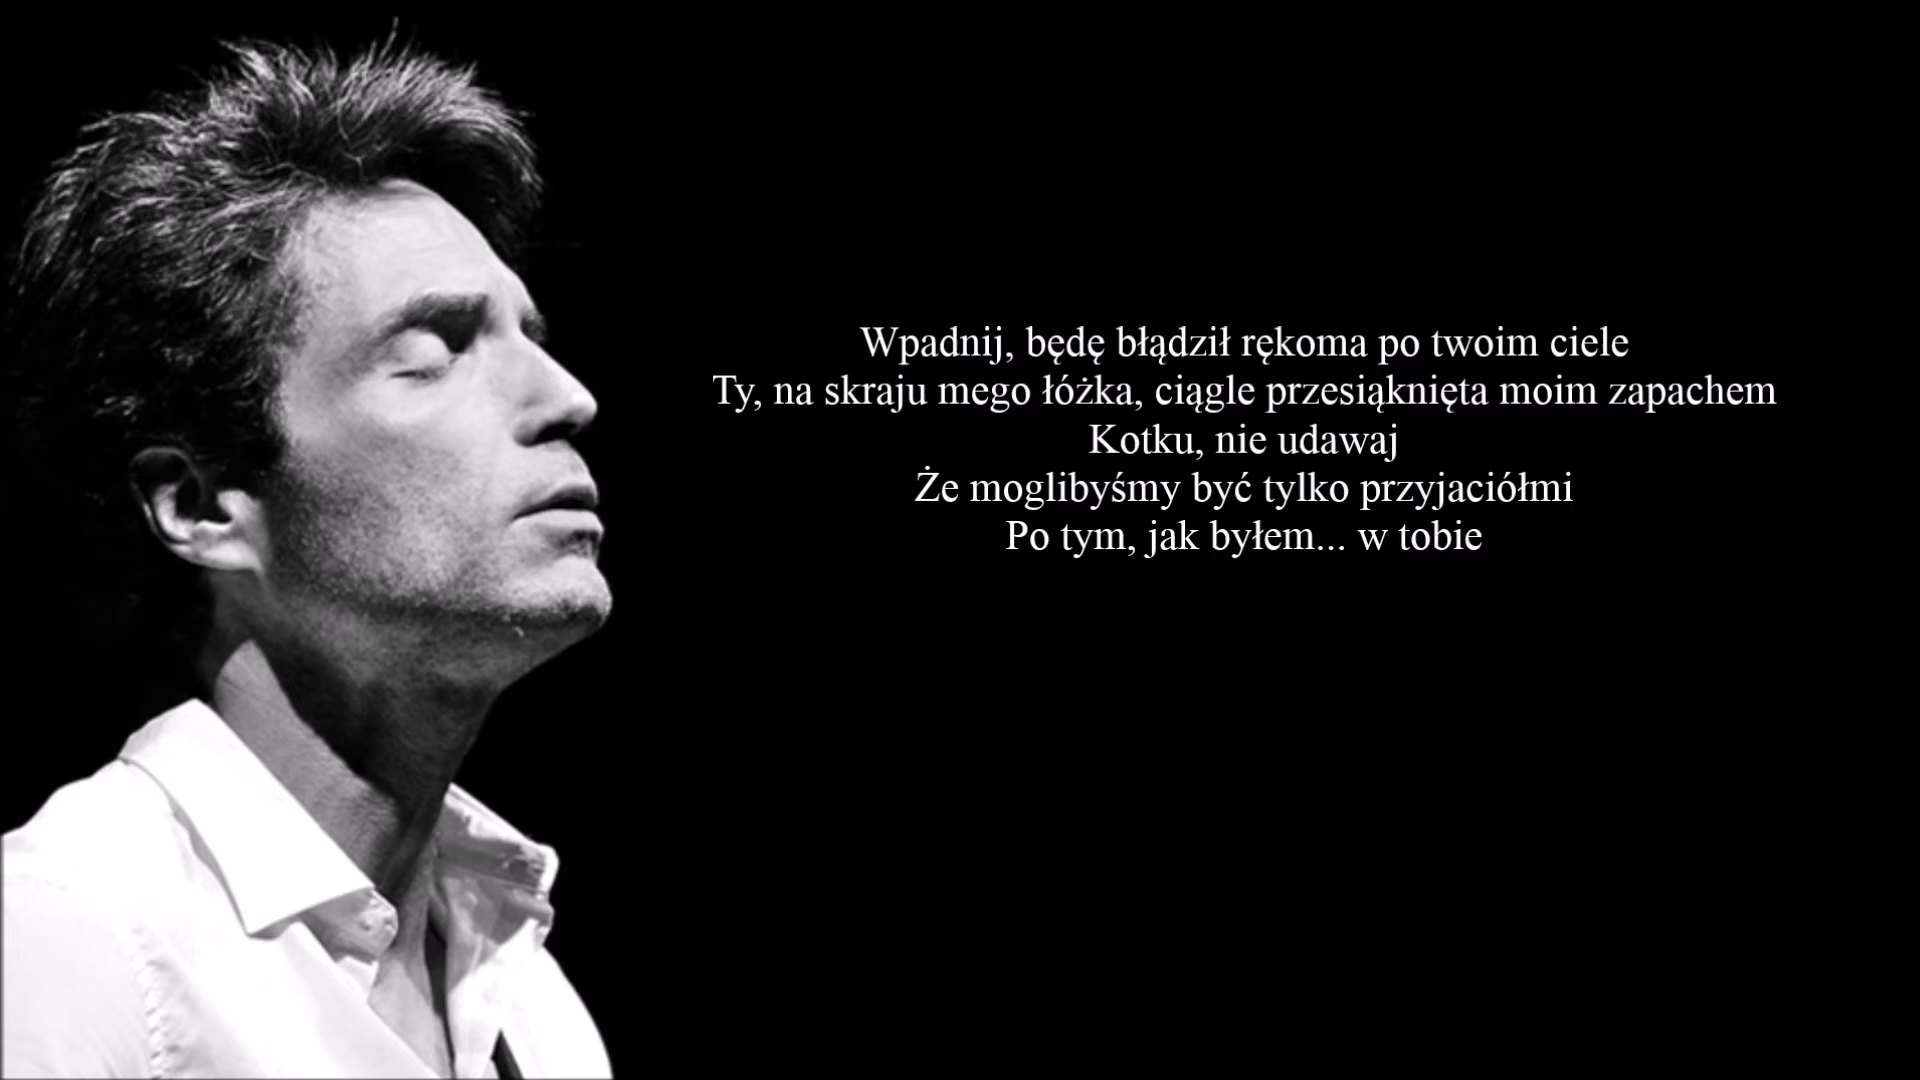 Wpadnij, będę błądził rękoma po twoim ciele
Ty, na skraju mego łóżka, ciągle przesiąknięta moim zapachem
Kotku, nie udawaj
Że moglibyśmy być tylko przyjaciółmi
Po tym, jak byłem... w tobie